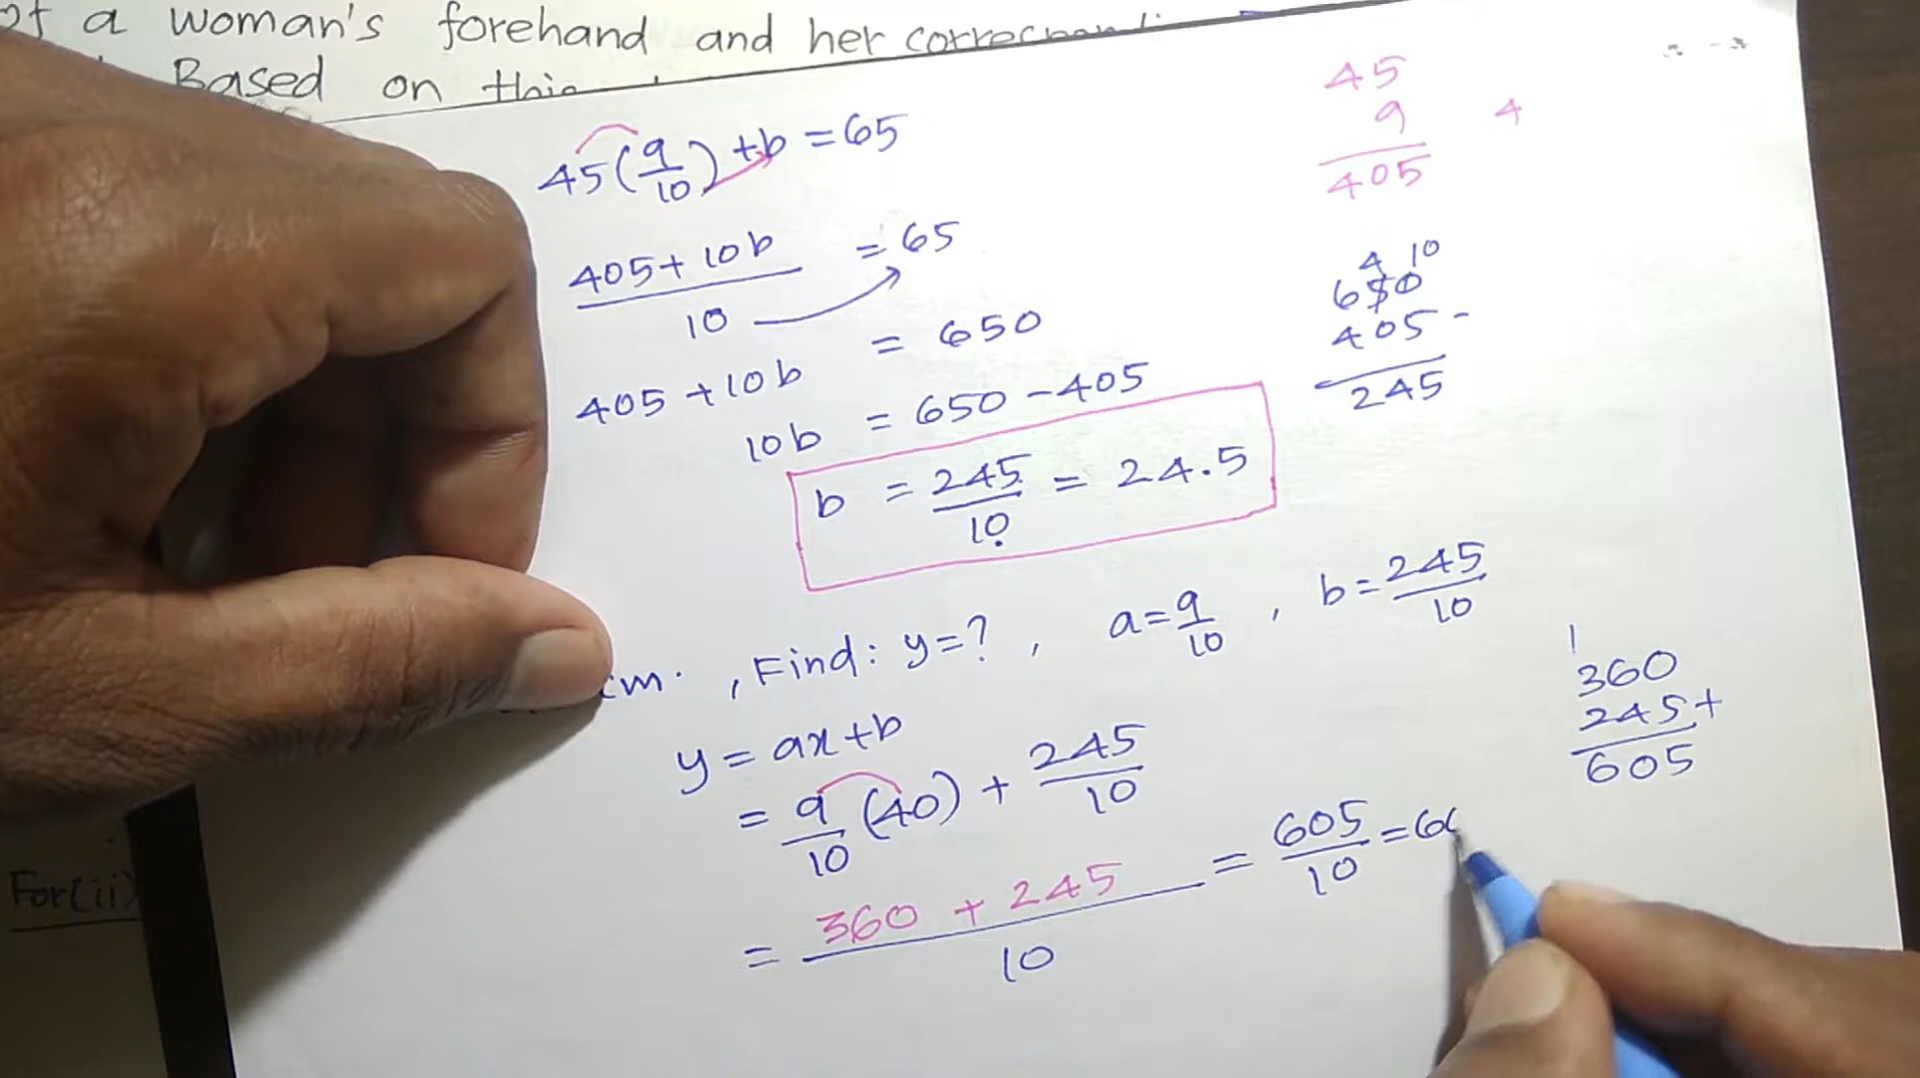 of a woman's forehand and her
Based on this
45(9/10) + b = 65
(405 + 10b)/10 = 65
405 + 10b = 650
10b = 650 - 405
b = 245/10 = 24.5
cm. , Find: y = ? , a = 9/10 , b = 245/10
y = ax + b
= 9/10 (40) + 245/10
= (360 + 245)/10 = 605/10 = 60
For(ii)
45
9 4
405
4 10
650
405 -
245
1
360
245 +
605